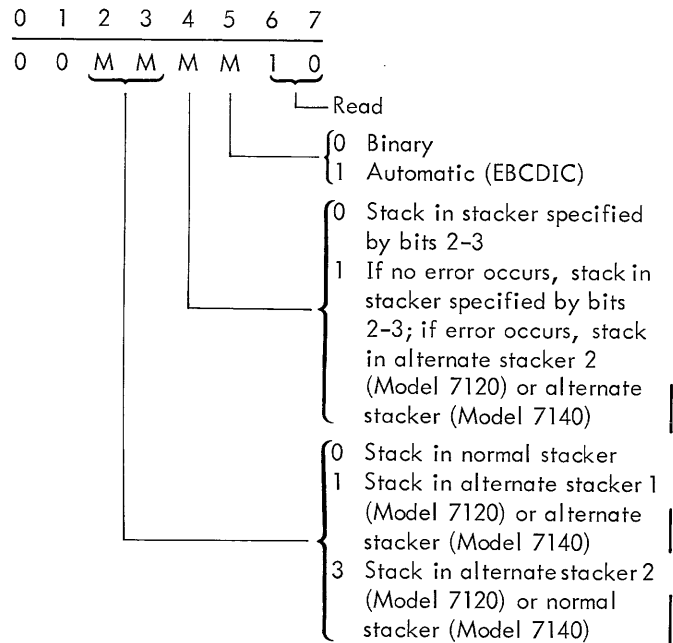 0 1 2 3 4 5 6 7
0 0 M M M M 1 0
Read
0 Binary
1 Automatic (EBCDIC)
0 Stack in stacker specified
by bits 2-3
1 If no error occurs, stack in
stacker specified by bits
2-3; if error occurs, stack
in alternate stacker 2
(Model 7120) or alternate
stacker (Model 7140)
0 Stack in normal stacker
1 Stack in alternate stacker 1
(Model 7120) or alternate
stacker (Model 7140)
3 Stack in alternate stacker 2
(Model 7120) or normal
stacker (Model 7140)